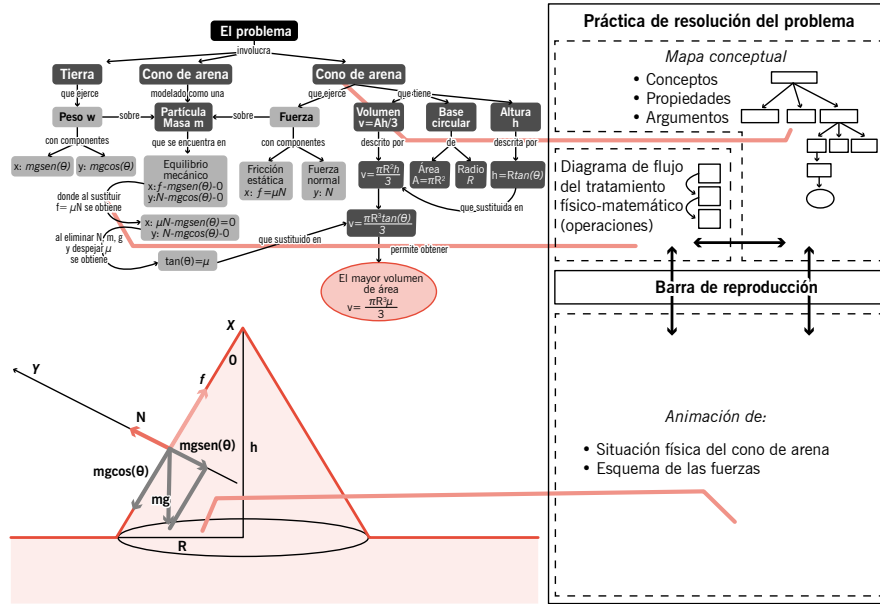 El problema
involucra
Tierra
Cono de arena
Cono de arena
que ejerce
modelado como una
que ejerce
que tiene
Peso w
sobre
Partícula
Masa m
sobre
Fuerza
Volumen
v=Ah/3
Base
circular
Altura
h
con componentes
que se encuentra en
con componentes
descrito por
de
descrito por
x: mgsen(θ)
y: mgcos(θ)
Equilibrio
mecánico
x:f-mgsen(θ)-0
y:N-mgcos(θ)-0
Fricción
estática
x: f=μN
Fuerza
normal
y: N
v=πR²h
3
Área
A=πR²
Radio
R
h=Rtan(θ)
donde al sustituir
f= μN se obtiene
x: μN-mgsen(θ)=0
y: N-mgcos(θ)-0
que sustituida en
v=πR³tan(θ)
3
al eliminar N, m, g
y despejar μ
se obtiene
tan(θ)=μ
que sustituido en
permite obtener
El mayor volumen
de área
v= πR³μ
3
X
0
Y
f
N
mgsen(θ)
mgcos(θ)
h
mg
R
Práctica de resolución del problema
Mapa conceptual
• Conceptos
• Propiedades
• Argumentos
Diagrama de flujo
del tratamiento
físico-matemático
(operaciones)
Barra de reproducción
Animación de:
• Situación física del cono de arena
• Esquema de las fuerzas